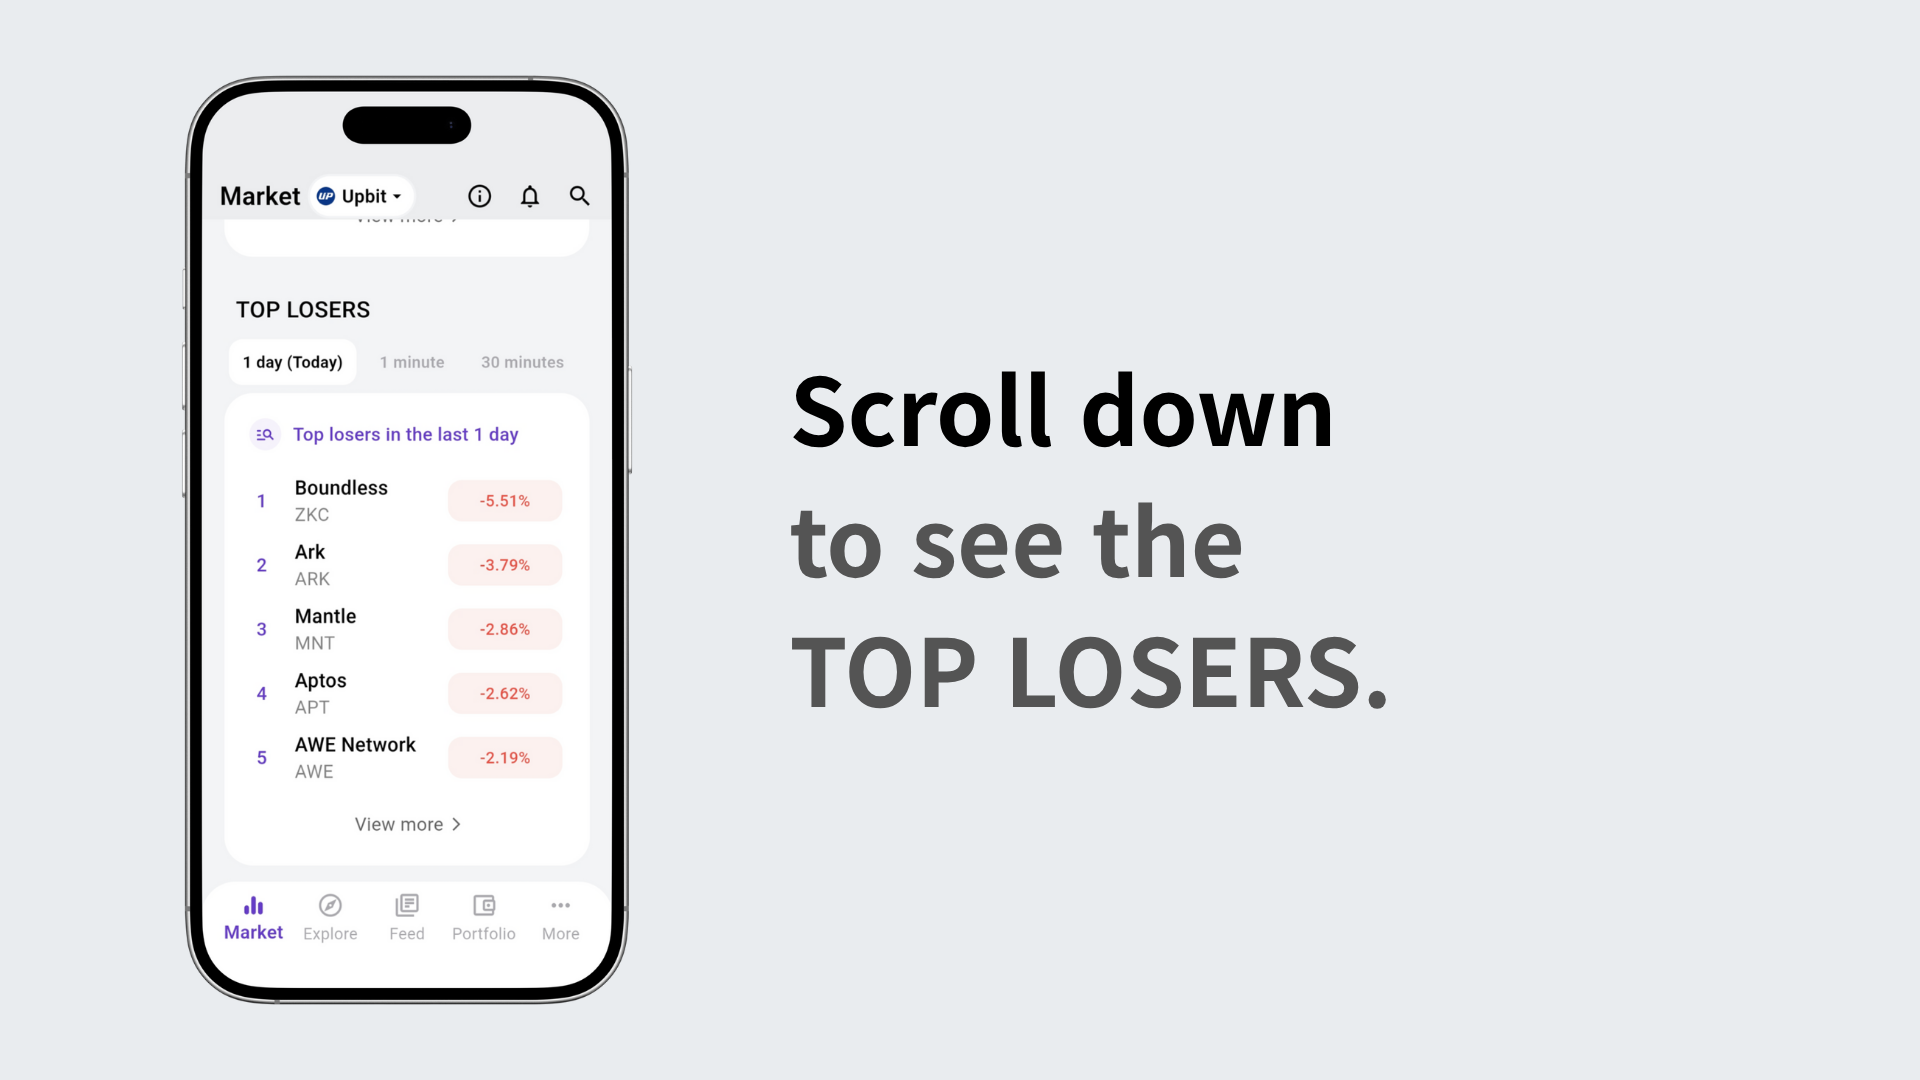 Market UP Upbit
View more >
TOP LOSERS
1 day (Today) 1 minute 30 minutes
Top losers in the last 1 day
1 Boundless -5.51%
ZKC
2 Ark -3.79%
ARK
3 Mantle -2.86%
MNT
4 Aptos -2.62%
APT
5 AWE Network -2.19%
AWE
View more >
Market Explore Feed Portfolio More
Scroll down
to see the
TOP LOSERS.